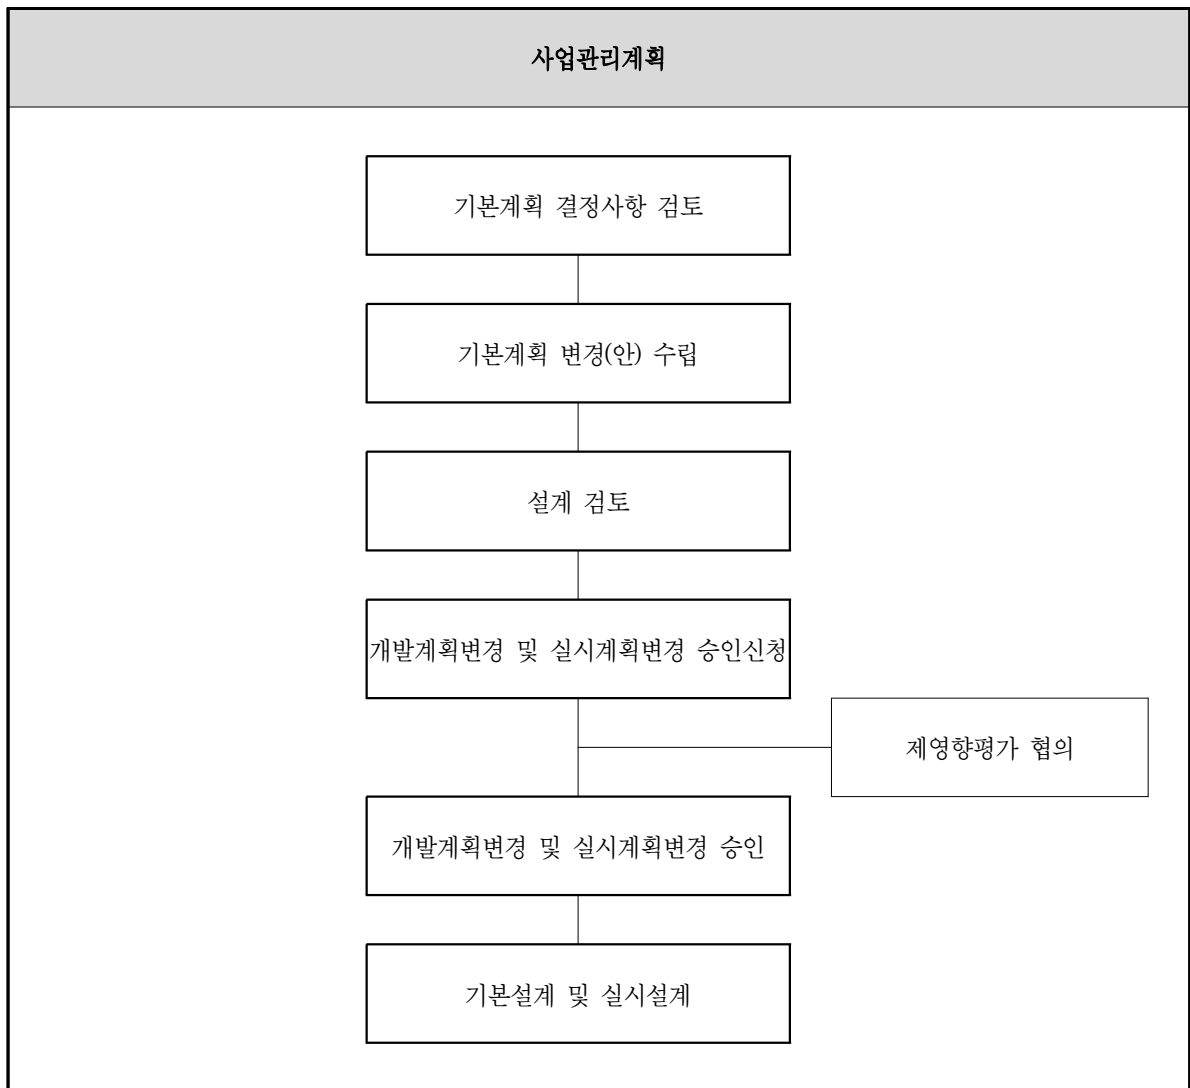 사업관리계획
기본계획 결정사항 검토
기본계획 변경(안) 수립
설계 검토
개발계획변경 및 실시계획변경 승인신청
제영향평가 협의
개발계획변경 및 실시계획변경 승인
기본설계 및 실시설계